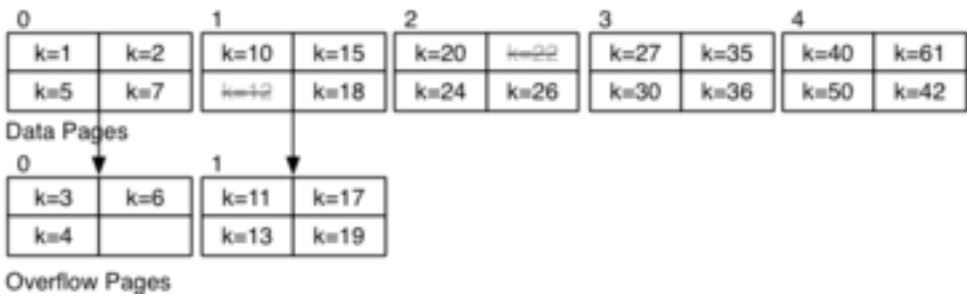 0 1 2 3 4
k=1 k=2 k=10 k=15 k=20 k=22 k=27 k=35 k=40 k=61
k=5 k=7 k=12 k=18 k=24 k=26 k=30 k=36 k=50 k=42
Data Pages
0 1
k=3 k=6 k=11 k=17
k=4 k=13 k=19
Overflow Pages